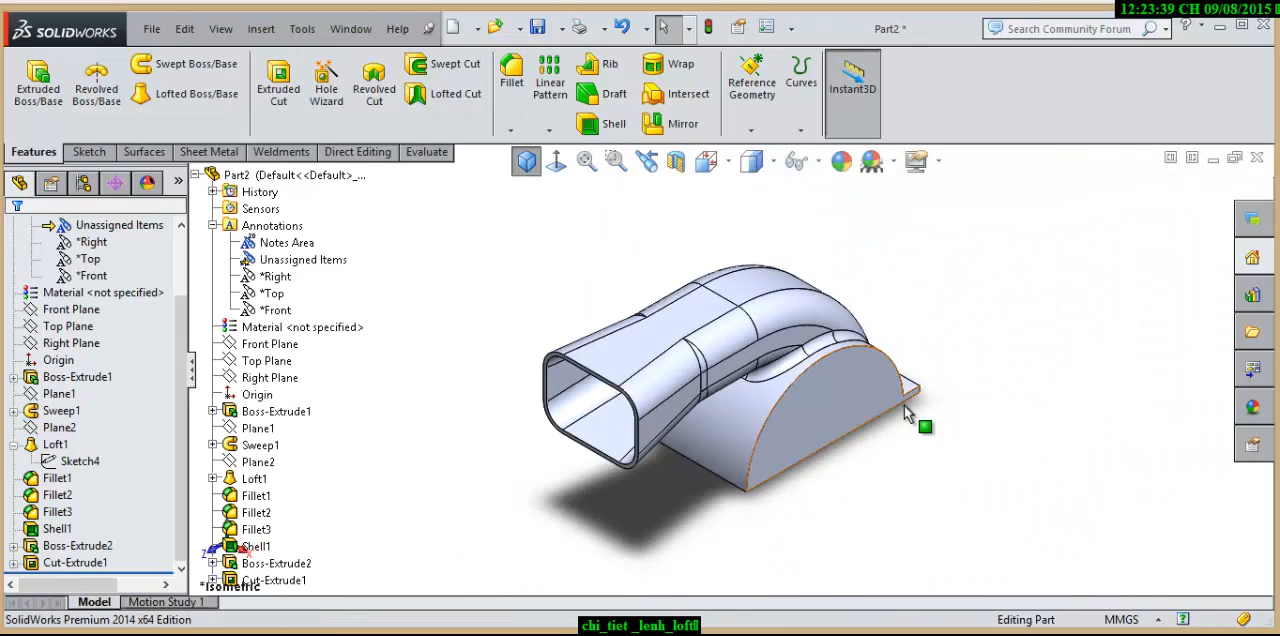 12:23:39 CH 09/08/2015
SOLIDWORKS File Edit View Insert Tools Window Help Part2 * Search Community Forum
Extruded Boss/Base
Revolved Boss/Base
Swept Boss/Base
Lofted Boss/Base
Extruded Cut
Hole Wizard
Revolved Cut
Swept Cut
Lofted Cut
Fillet
Linear Pattern
Rib
Draft
Shell
Wrap
Intersect
Mirror
Reference Geometry
Curves
Instant3D
Features Sketch Surfaces Sheet Metal Weldments Direct Editing Evaluate
Unassigned Items
*Right
*Top
*Front
Material <not specified>
Front Plane
Top Plane
Right Plane
Origin
Boss-Extrude1
Plane1
Sweep1
Plane2
Loft1
Sketch4
Fillet1
Fillet2
Fillet3
Shell1
Boss-Extrude2
Cut-Extrude1
Part2 (Default<<Default>_...
History
Sensors
Annotations
Notes Area
Unassigned Items
*Right
*Top
*Front
Material <not specified>
Front Plane
Top Plane
Right Plane
Origin
Boss-Extrude1
Plane1
Sweep1
Plane2
Loft1
Fillet1
Fillet2
Fillet3
Shell1
Boss-Extrude2
Cut-Extrude1
*Isometric
Model Motion Study 1
SolidWorks Premium 2014 x64 Edition Editing Part MMGS
chi_tiet _lenh_loft